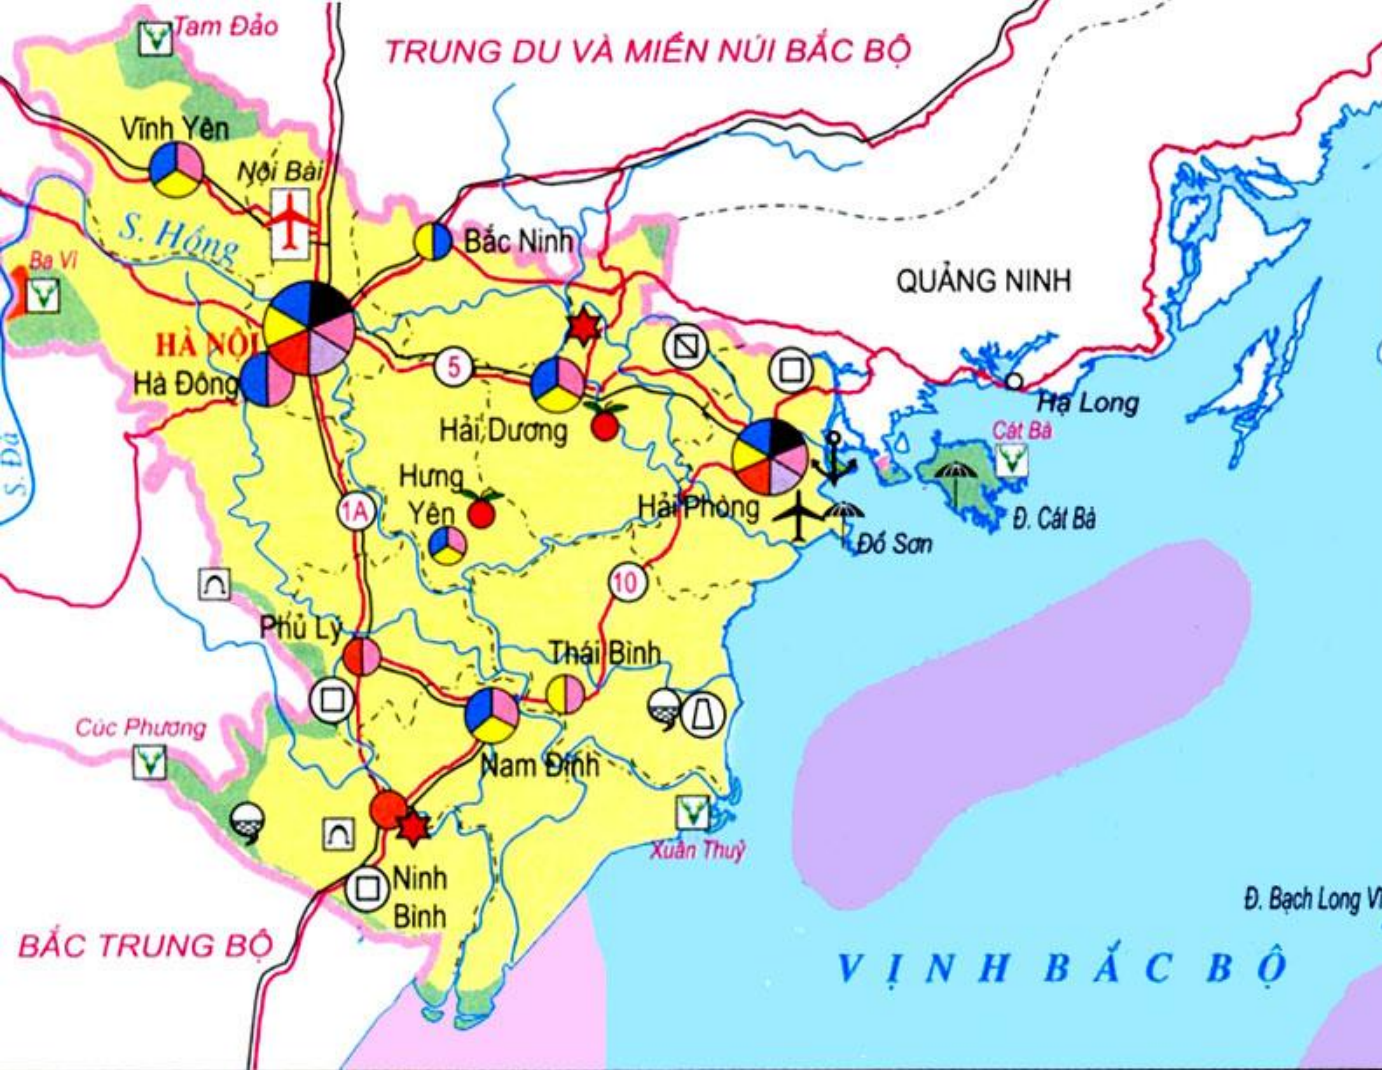 Tam Đảo
TRUNG DU VÀ MIỀN NÚI BẮC BỘ
Vĩnh Yên
Nội Bài
S. Hồng
Bắc Ninh
Ba Vì
QUẢNG NINH
HÀ NỘI
Hà Đông
5
Hạ Long
Hải Dương
Cát Bà
S. Đà
Hưng
Yên
1A
Hải Phòng
Đ. Cát Bà
Đồ Sơn
10
Phủ Lý
Thái Bình
Cúc Phương
Nam Định
Xuân Thuỷ
Ninh
Bình
Đ. Bạch Long Vĩ
BẮC TRUNG BỘ
VỊNH BẮC BỘ